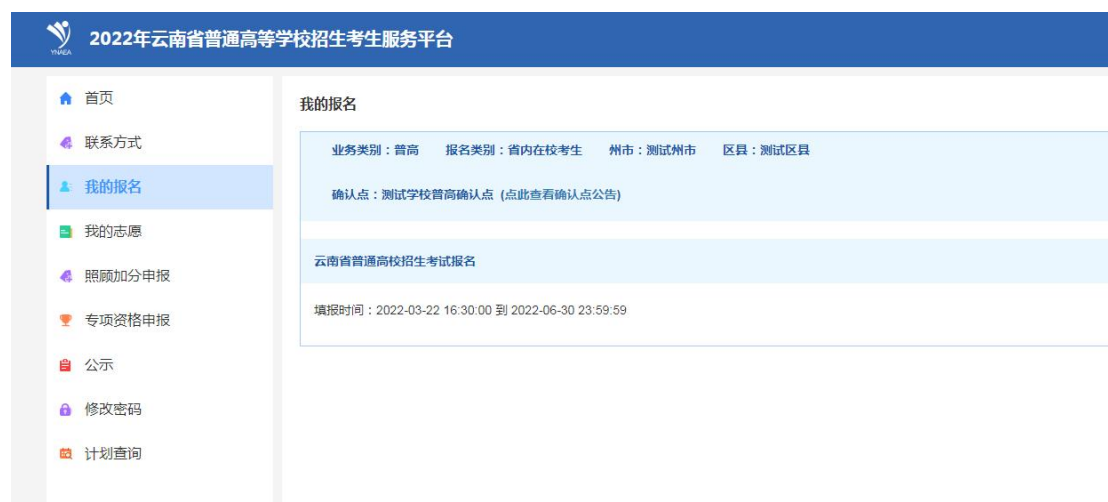 YNAEA
2022年云南省普通高等学校招生考生服务平台
首页
联系方式
我的报名
我的志愿
照顾加分申报
专项资格申报
公示
修改密码
计划查询
我的报名
业务类别：普高 报名类别：省内在校考生 州市：测试州市 区县：测试区县
确认点：测试学校普高确认点 (点此查看确认点公告)
云南省普通高校招生考试报名
填报时间：2022-03-22 16:30:00 到 2022-06-30 23:59:59